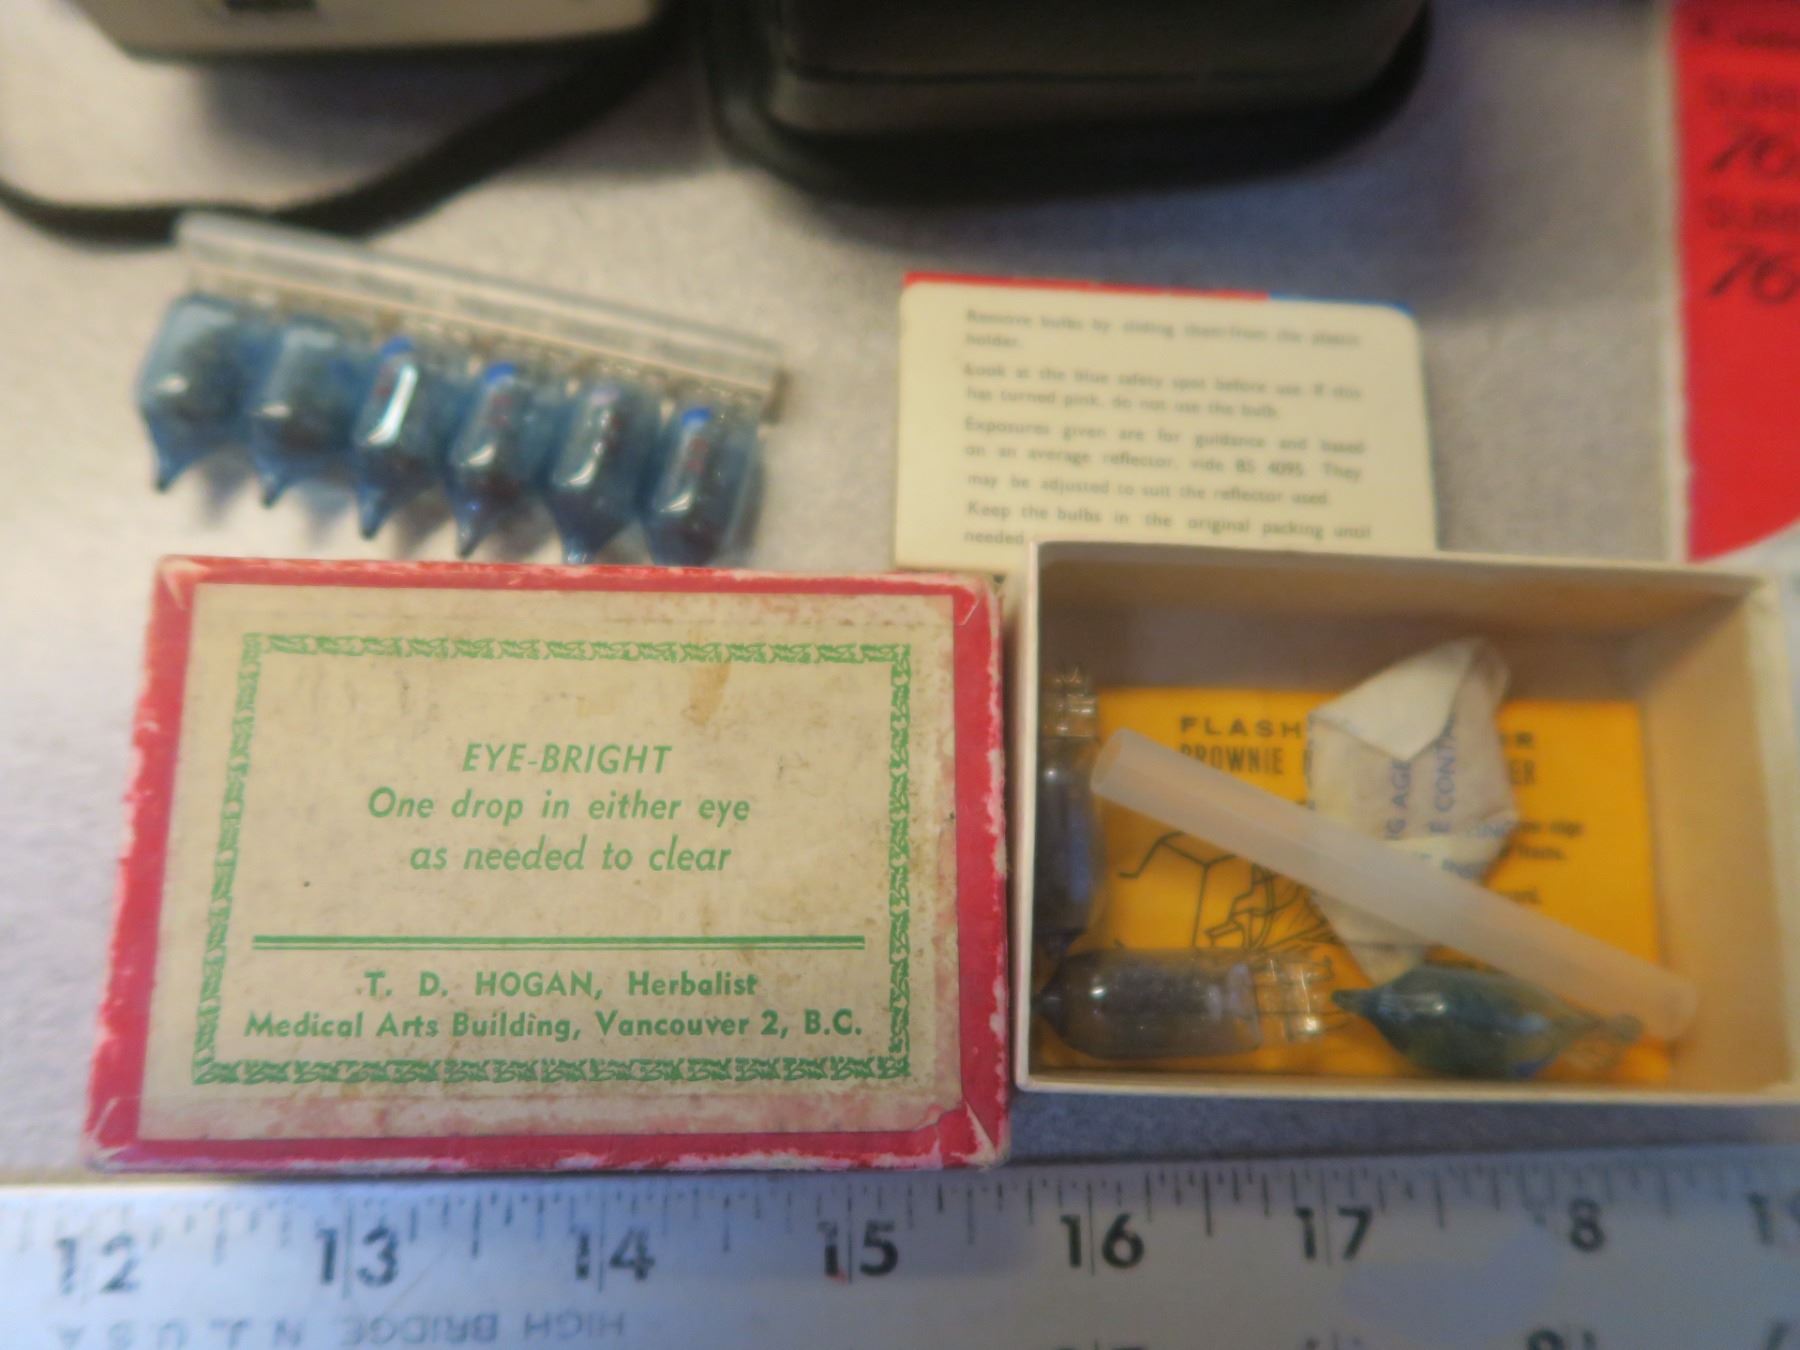 Remove bulbs by sliding them from the plastic
holder.
Look at the blue safety spot before use. If this
has turned pink, do not use the bulb.
Exposures given are for guidance and based
on an average reflector, vide BS 4095. They
may be adjusted to suit the reflector used.
Keep the bulbs in the original packing until
needed.
EYE-BRIGHT
One drop in either eye
as needed to clear
T. D. HOGAN, Herbalist
Medical Arts Building, Vancouver 2, B.C.
FLASH
BROWNIE
12 13 14 15 16 17 8 19
HIGH BRIDGE N.J. U.S.A